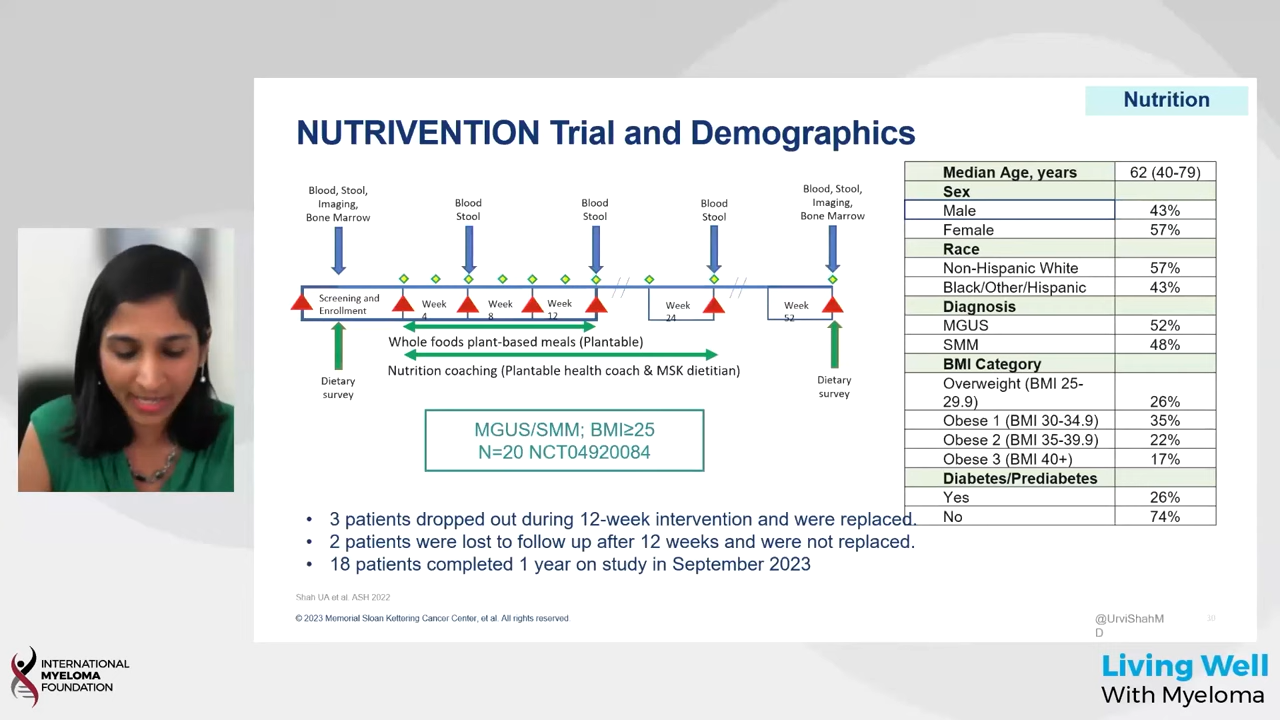 Nutrition
NUTRIVENTION Trial and Demographics
Blood, Stool,
Imaging,
Bone Marrow
Blood
Stool
Blood
Stool
Blood
Stool
Blood, Stool,
Imaging,
Bone Marrow
Screening and
Enrollment
Week
4
Week
8
Week
12
Week
24
Week
52
Whole foods plant-based meals (Plantable)
Nutrition coaching (Plantable health coach & MSK dietitian)
Dietary
survey
Dietary
survey
MGUS/SMM; BMI≥25
N=20 NCT04920084
Median Age, years 62 (40-79)
Sex
Male 43%
Female 57%
Race
Non-Hispanic White 57%
Black/Other/Hispanic 43%
Diagnosis
MGUS 52%
SMM 48%
BMI Category
Overweight (BMI 25-
29.9) 26%
Obese 1 (BMI 30-34.9) 35%
Obese 2 (BMI 35-39.9) 22%
Obese 3 (BMI 40+) 17%
Diabetes/Prediabetes
Yes 26%
No 74%
• 3 patients dropped out during 12-week intervention and were replaced.
• 2 patients were lost to follow up after 12 weeks and were not replaced.
• 18 patients completed 1 year on study in September 2023
Shah UA et al. ASH 2022
© 2023 Memorial Sloan Kettering Cancer Center, et al. All rights reserved.
@UrviShahM
D
30
INTERNATIONAL
MYELOMA
FOUNDATION
Living Well
With Myeloma